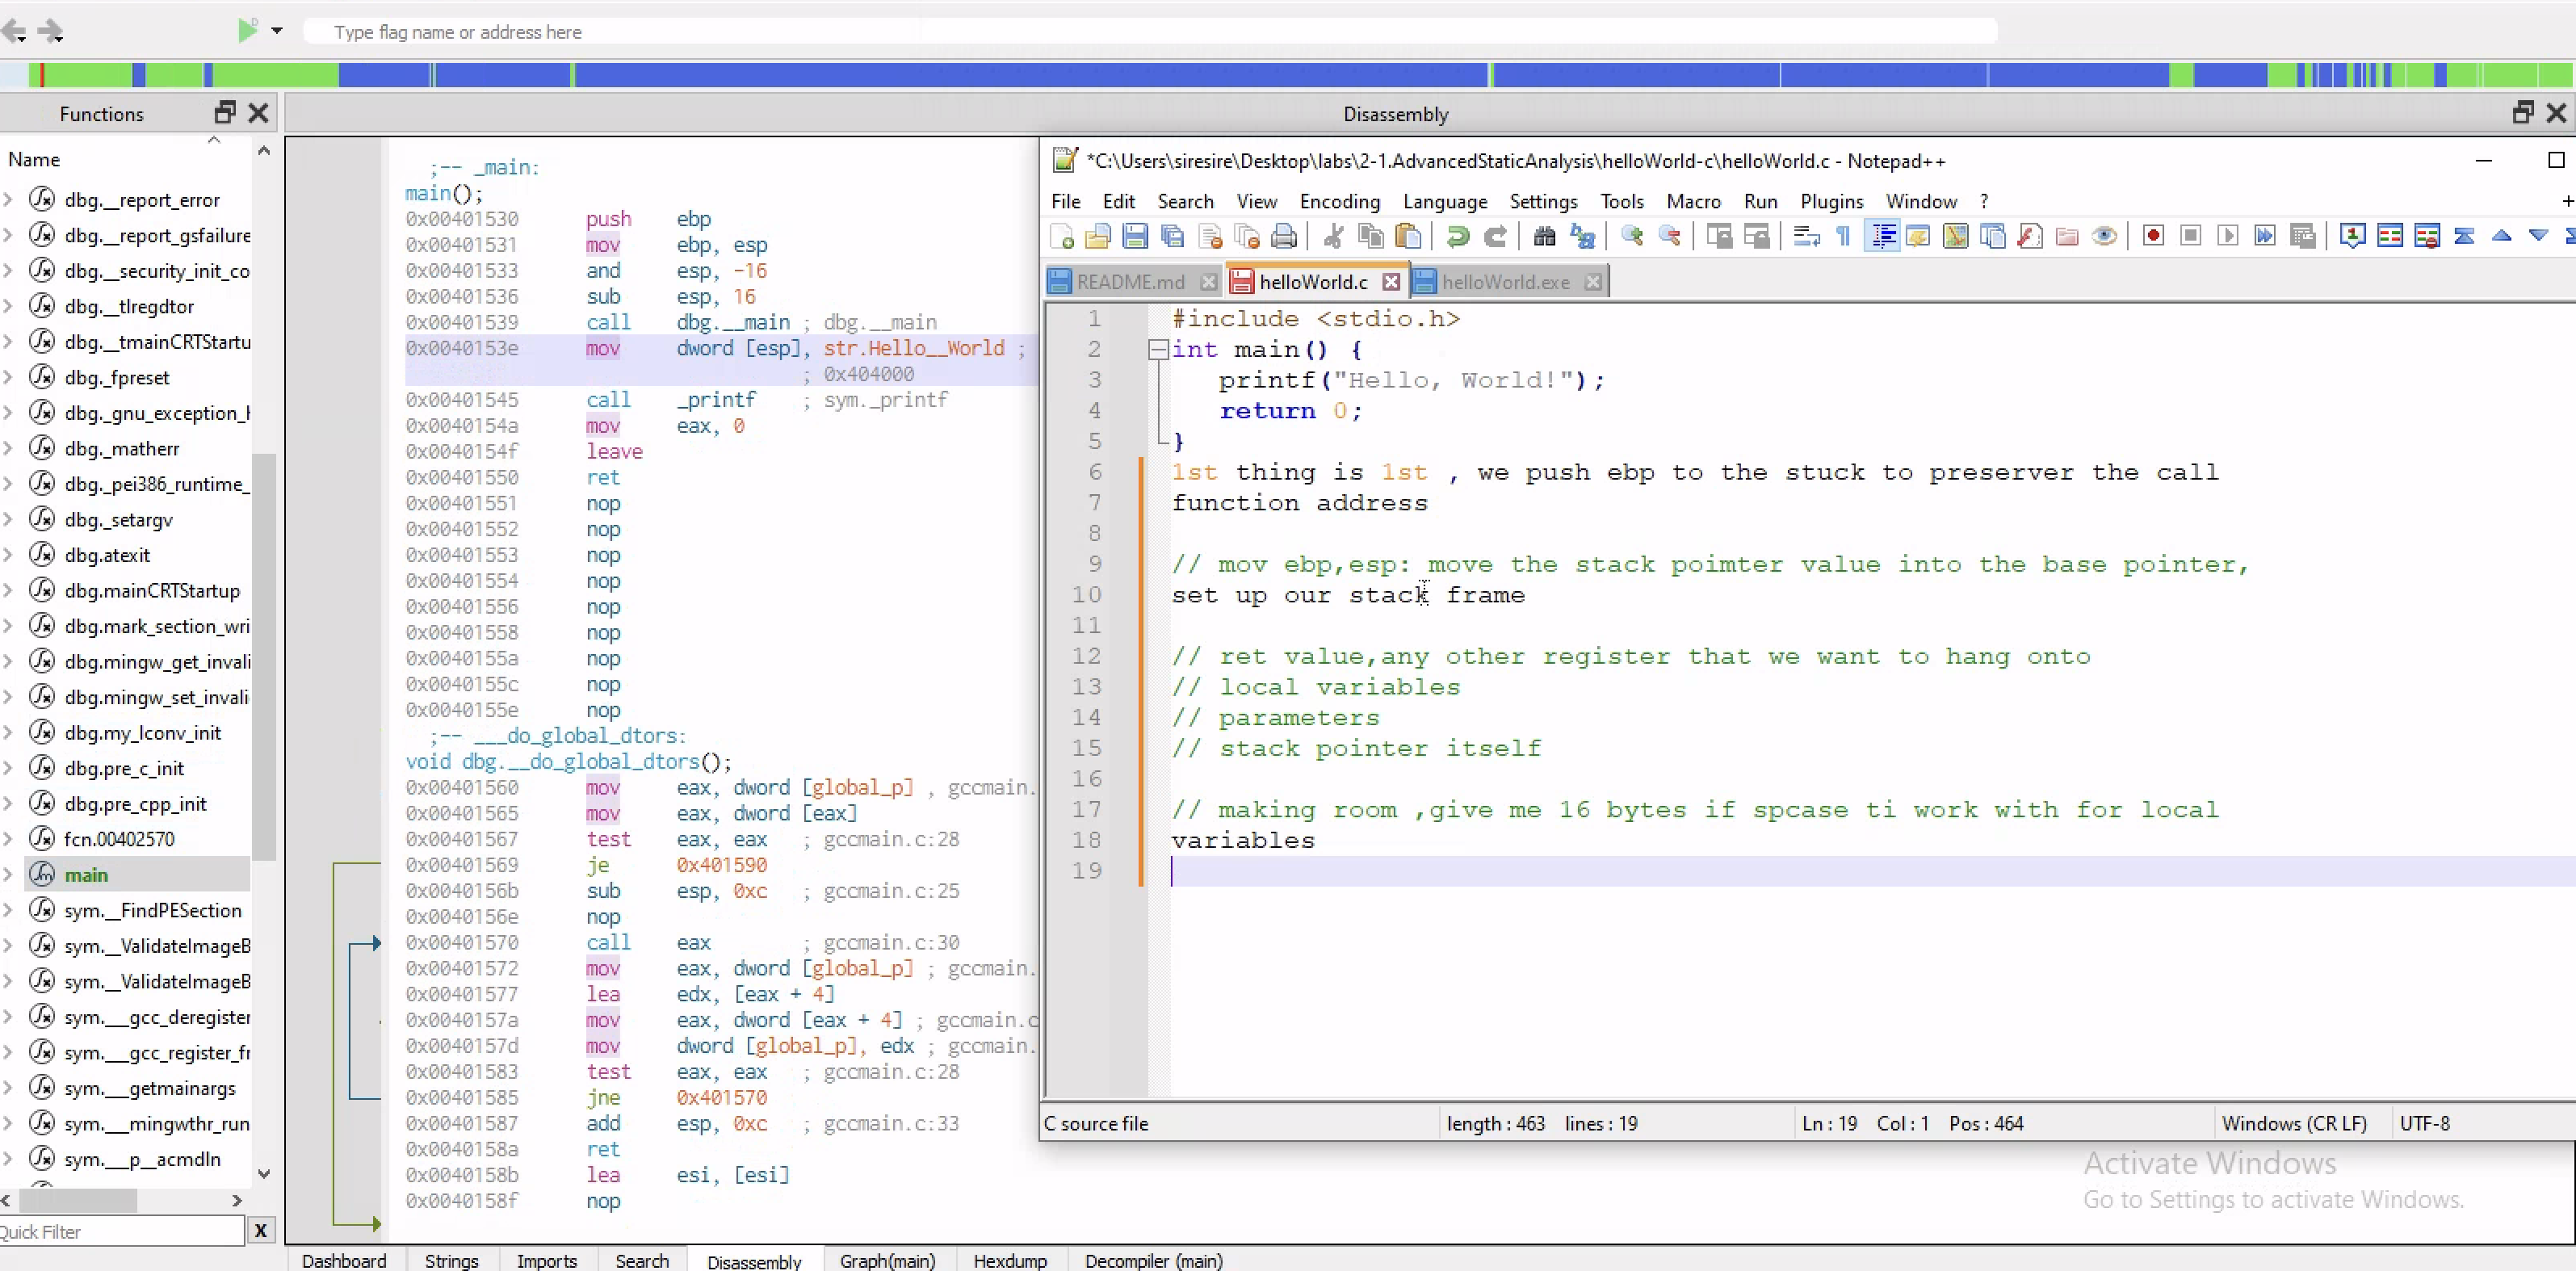 Type flag name or address here
Functions
Disassembly
Name
dbg.__report_error
dbg.__report_gsfailure
dbg.__security_init_co
dbg.__tlregdtor
dbg.__tmainCRTStartu
dbg._fpreset
dbg._gnu_exception_h
dbg._matherr
dbg._pei386_runtime_
dbg._setargv
dbg.atexit
dbg.mainCRTStartup
dbg.mark_section_wri
dbg.mingw_get_invali
dbg.mingw_set_invali
dbg.my_lconv_init
dbg.pre_c_init
dbg.pre_cpp_init
fcn.00402570
main
sym.__FindPESection
sym.__ValidateImageB
sym.__ValidateImageB
sym.___gcc_deregister
sym.___gcc_register_fr
sym.___getmainargs
sym.___mingwthr_run
sym.___p__acmdln
Quick Filter
X
;-- _main:
main();
0x00401530 push ebp
0x00401531 mov ebp, esp
0x00401533 and esp, -16
0x00401536 sub esp, 16
0x00401539 call dbg.__main ; dbg.__main
0x0040153e mov dword [esp], str.Hello__World ;
; 0x404000
0x00401545 call _printf ; sym._printf
0x0040154a mov eax, 0
0x0040154f leave
0x00401550 ret
0x00401551 nop
0x00401552 nop
0x00401553 nop
0x00401554 nop
0x00401556 nop
0x00401558 nop
0x0040155a nop
0x0040155c nop
0x0040155e nop
;-- ___do_global_dtors:
void dbg.__do_global_dtors();
0x00401560 mov eax, dword [global_p] , gccmain.
0x00401565 mov eax, dword [eax]
0x00401567 test eax, eax ; gccmain.c:28
0x00401569 je 0x401590
0x0040156b sub esp, 0xc ; gccmain.c:25
0x0040156e nop
0x00401570 call eax ; gccmain.c:30
0x00401572 mov eax, dword [global_p] ; gccmain.
0x00401577 lea edx, [eax + 4]
0x0040157a mov eax, dword [eax + 4] ; gccmain.c
0x0040157d mov dword [global_p], edx ; gccmain.
0x00401583 test eax, eax ; gccmain.c:28
0x00401585 jne 0x401570
0x00401587 add esp, 0xc ; gccmain.c:33
0x0040158a ret
0x0040158b lea esi, [esi]
0x0040158f nop
*C:\Users\siresire\Desktop\labs\2-1.AdvancedStaticAnalysis\helloWorld-c\helloWorld.c - Notepad++
File Edit Search View Encoding Language Settings Tools Macro Run Plugins Window ?
README.md helloWorld.c helloWorld.exe
1 #include <stdio.h>
2 int main() {
3 printf("Hello, World!");
4 return 0;
5 }
6 1st thing is 1st , we push ebp to the stuck to preserver the call
7 function address
8
9 // mov ebp,esp: move the stack poimter value into the base pointer,
10 set up our stack frame
11
12 // ret value,any other register that we want to hang onto
13 // local variables
14 // parameters
15 // stack pointer itself
16
17 // making room ,give me 16 bytes if spcase ti work with for local
18 variables
19
C source file length : 463 lines : 19 Ln : 19 Col : 1 Pos : 464 Windows (CR LF) UTF-8
Activate Windows
Go to Settings to activate Windows.
Dashboard Strings Imports Search Disassembly Graph(main) Hexdump Decompiler (main)